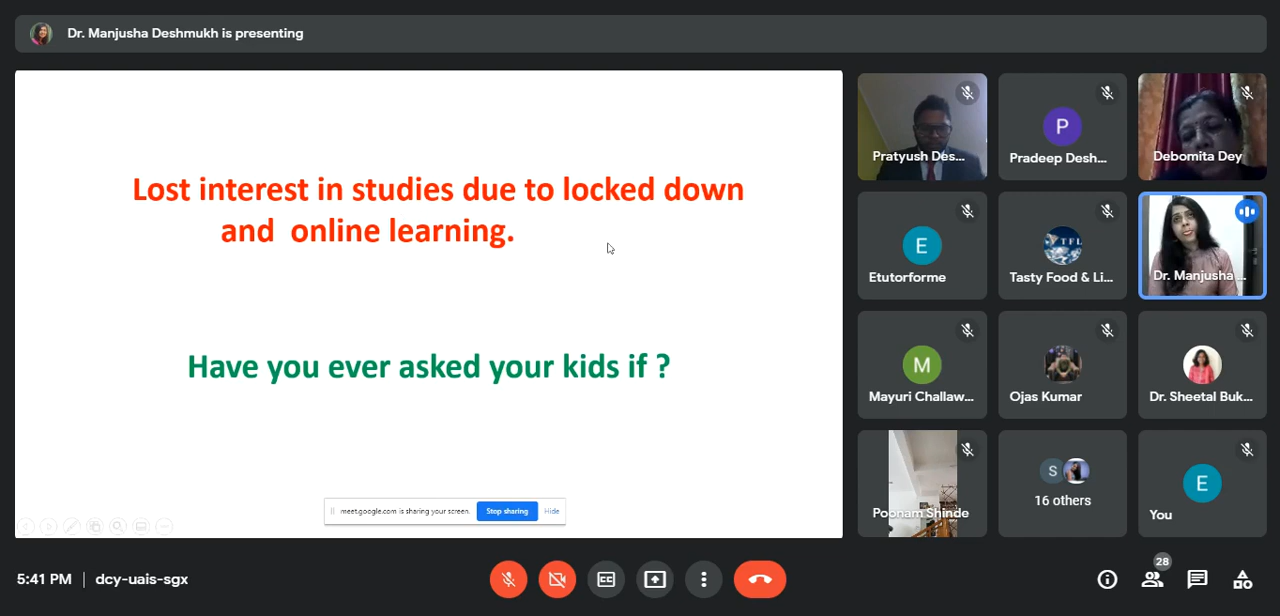 Dr. Manjusha Deshmukh is presenting
Lost interest in studies due to locked down
and online learning.
Have you ever asked your kids if ?
meet.google.com is sharing your screen.
Stop sharing
Hide
Pratyush Des...
P
Pradeep Desh...
Debomita Dey
E
Etutorforme
TFL
Tasty Food & Li...
Dr. Manjusha ...
M
Mayuri Challaw...
Ojas Kumar
Dr. Sheetal Buk...
Poonam Shinde
S
16 others
E
You
5:41 PM | dcy-uais-sgx
CC
28